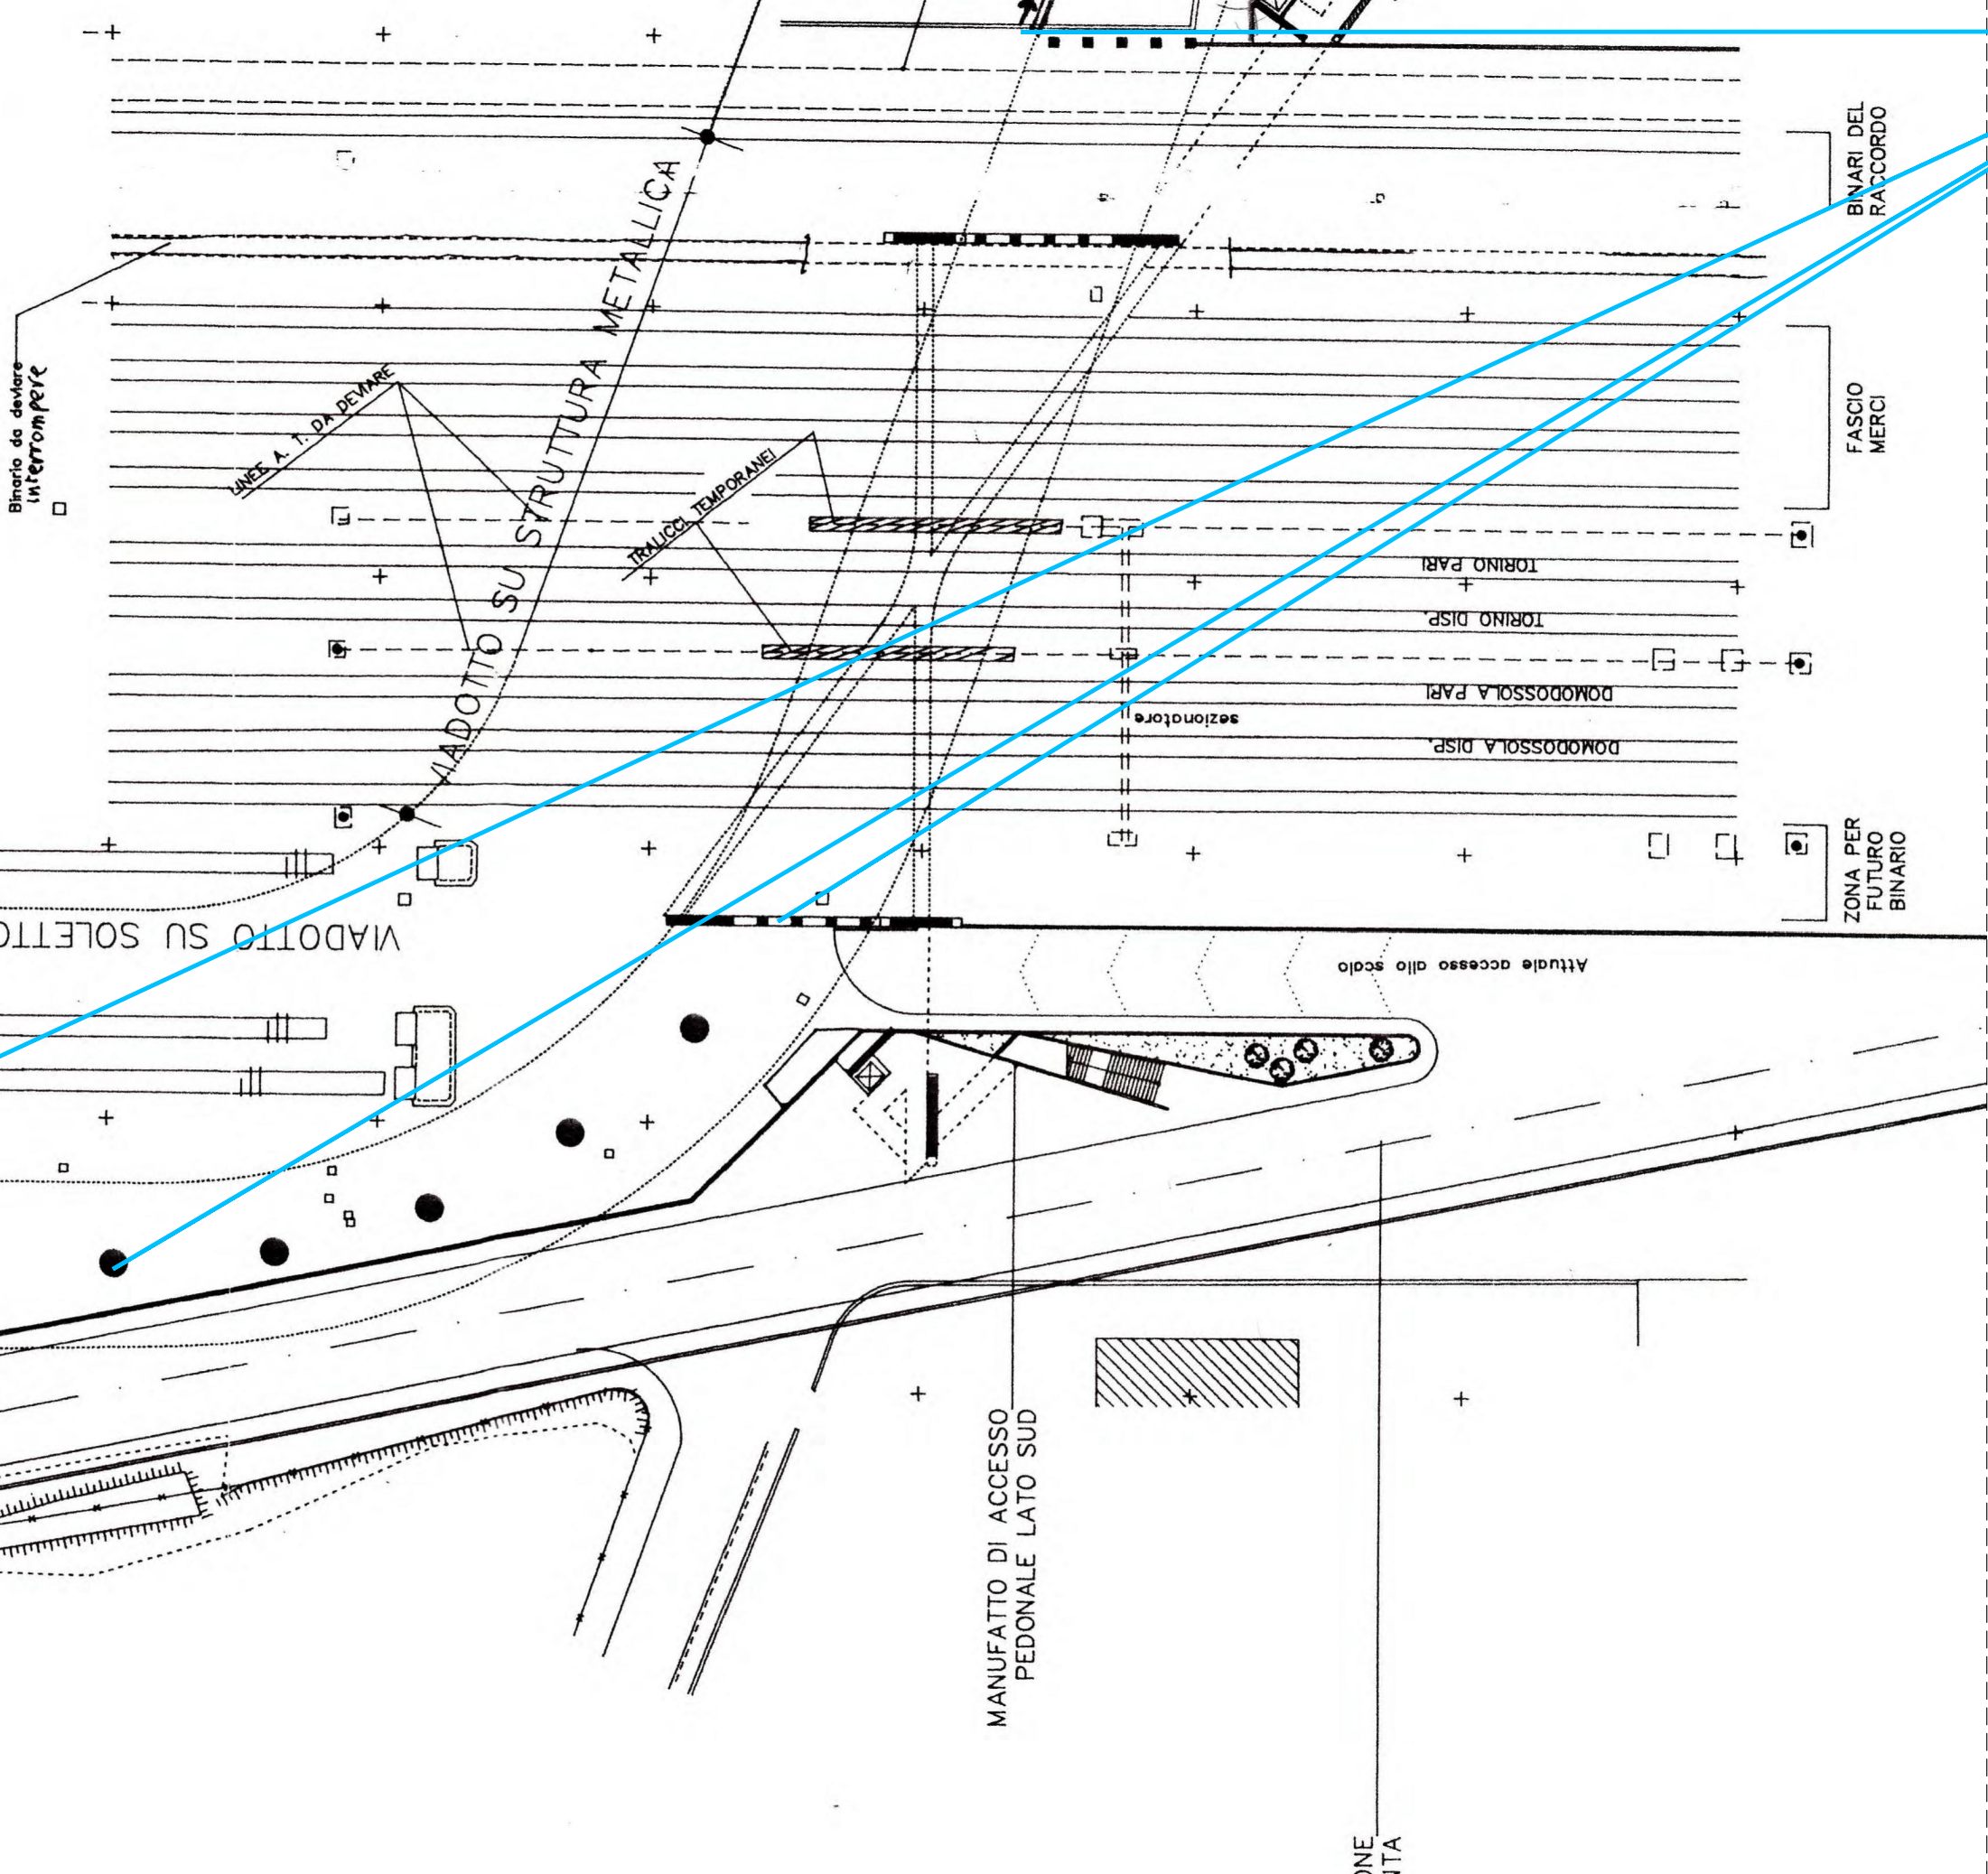 BINARI DEL
RACCORDO
VIADOTTO SU STRUTTURA METALLICA
Binario da deviare
interrompere
LINEE A. T. DA DEVIARE
TRALICCI TEMPORANEI
FASCIO
MERCI
TORINO PARI
TORINO DISP.
DOMODOSSOLA PARI
sezionatore
DOMODOSSOLA DISP.
ZONA PER
FUTURO
BINARIO
VIADOTTO SU SOLETTO
Attuale accesso allo scalo
MANUFATTO DI ACCESSO
PEDONALE LATO SUD
ONE
NTA